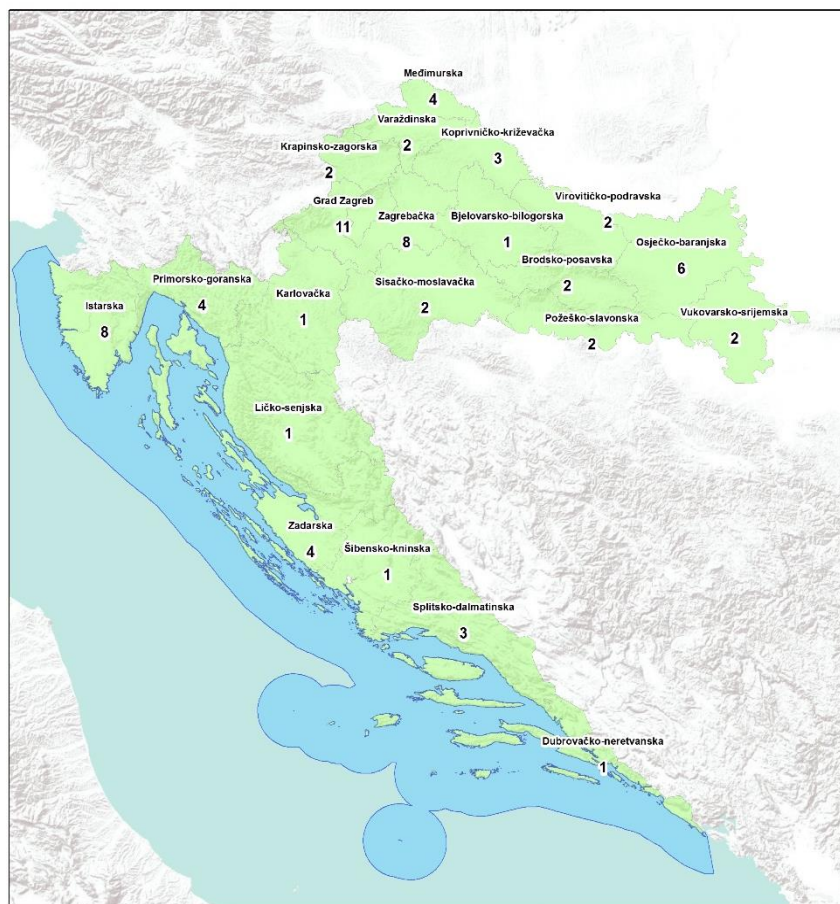 Međimurska
4
Varaždinska
2
Koprivničko-križevačka
3
Krapinsko-zagorska
2
Grad Zagreb
11
Zagrebačka
8
Bjelovarsko-bilogorska
1
Virovitičko-podravska
2
Osječko-baranjska
6
Brodsko-posavska
2
Primorsko-goranska
4
Istarska
8
Karlovačka
1
Sisačko-moslavačka
2
Požeško-slavonska
2
Vukovarsko-srijemska
2
Ličko-senjska
1
Zadarska
4
Šibensko-kninska
1
Splitsko-dalmatinska
3
Dubrovačko-neretvanska
1